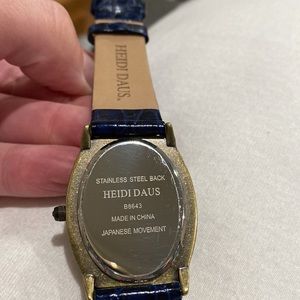 HEIDI DAUS.
STAINLESS STEEL BACK
HEIDI DAUS
B8643
MADE IN CHINA
JAPANESE MOVEMENT